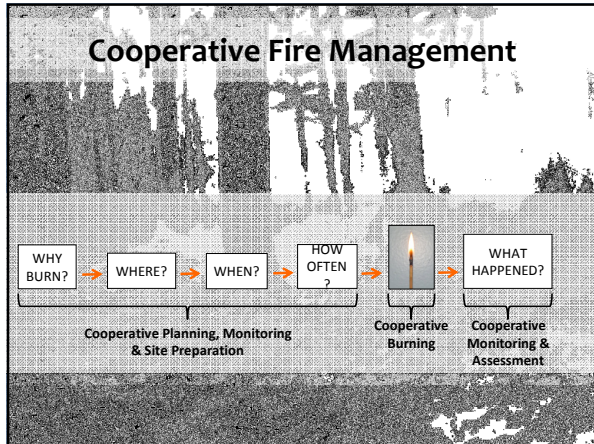 Cooperative Fire Management
WHY
BURN?
WHERE?
WHEN?
HOW
OFTEN
?
WHAT
HAPPENED?
Cooperative Planning, Monitoring
& Site Preparation
Cooperative
Burning
Cooperative
Monitoring &
Assessment